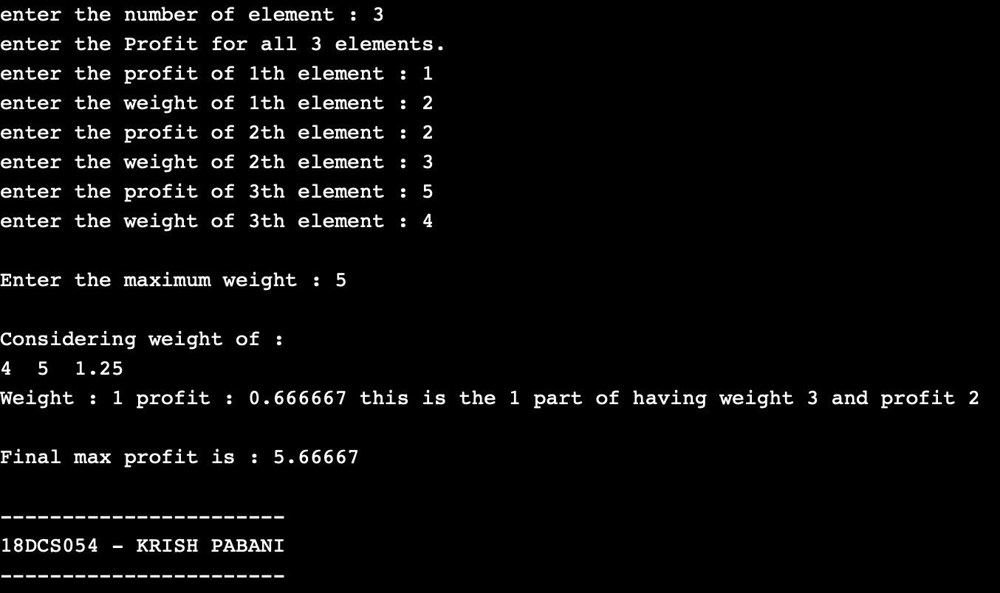 enter the number of element : 3
enter the Profit for all 3 elements.
enter the profit of 1th element : 1
enter the weight of 1th element : 2
enter the profit of 2th element : 2
enter the weight of 2th element : 3
enter the profit of 3th element : 5
enter the weight of 3th element : 4
Enter the maximum weight : 5
Considering weight of :
4  5  1.25
Weight : 1 profit : 0.666667 this is the 1 part of having weight 3 and profit 2
Final max profit is : 5.66667
-----------------------
18DCS054 - KRISH PABANI
-----------------------